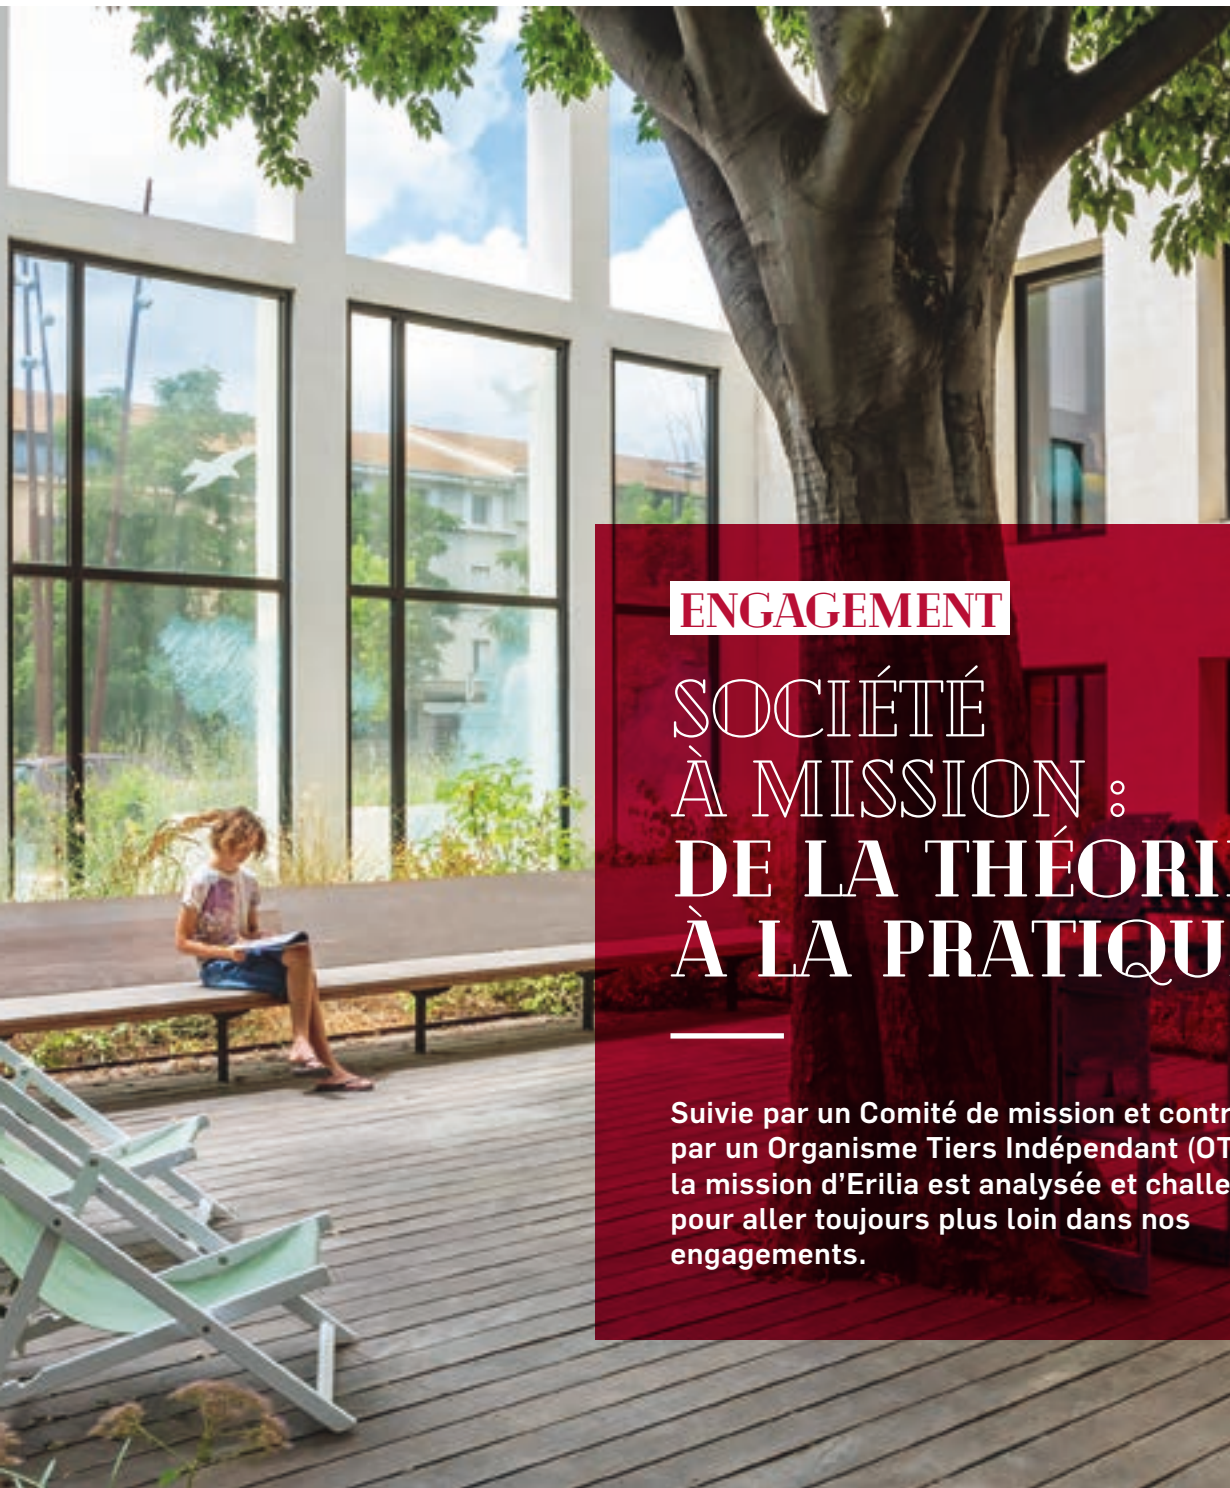 ENGAGEMENT
SOCIÉTÉ
À MISSION :
DE LA THÉORI
À LA PRATIQU
Suivie par un Comité de mission et contr
par un Organisme Tiers Indépendant (OT
la mission d'Erilia est analysée et challe
pour aller toujours plus loin dans nos
engagements.